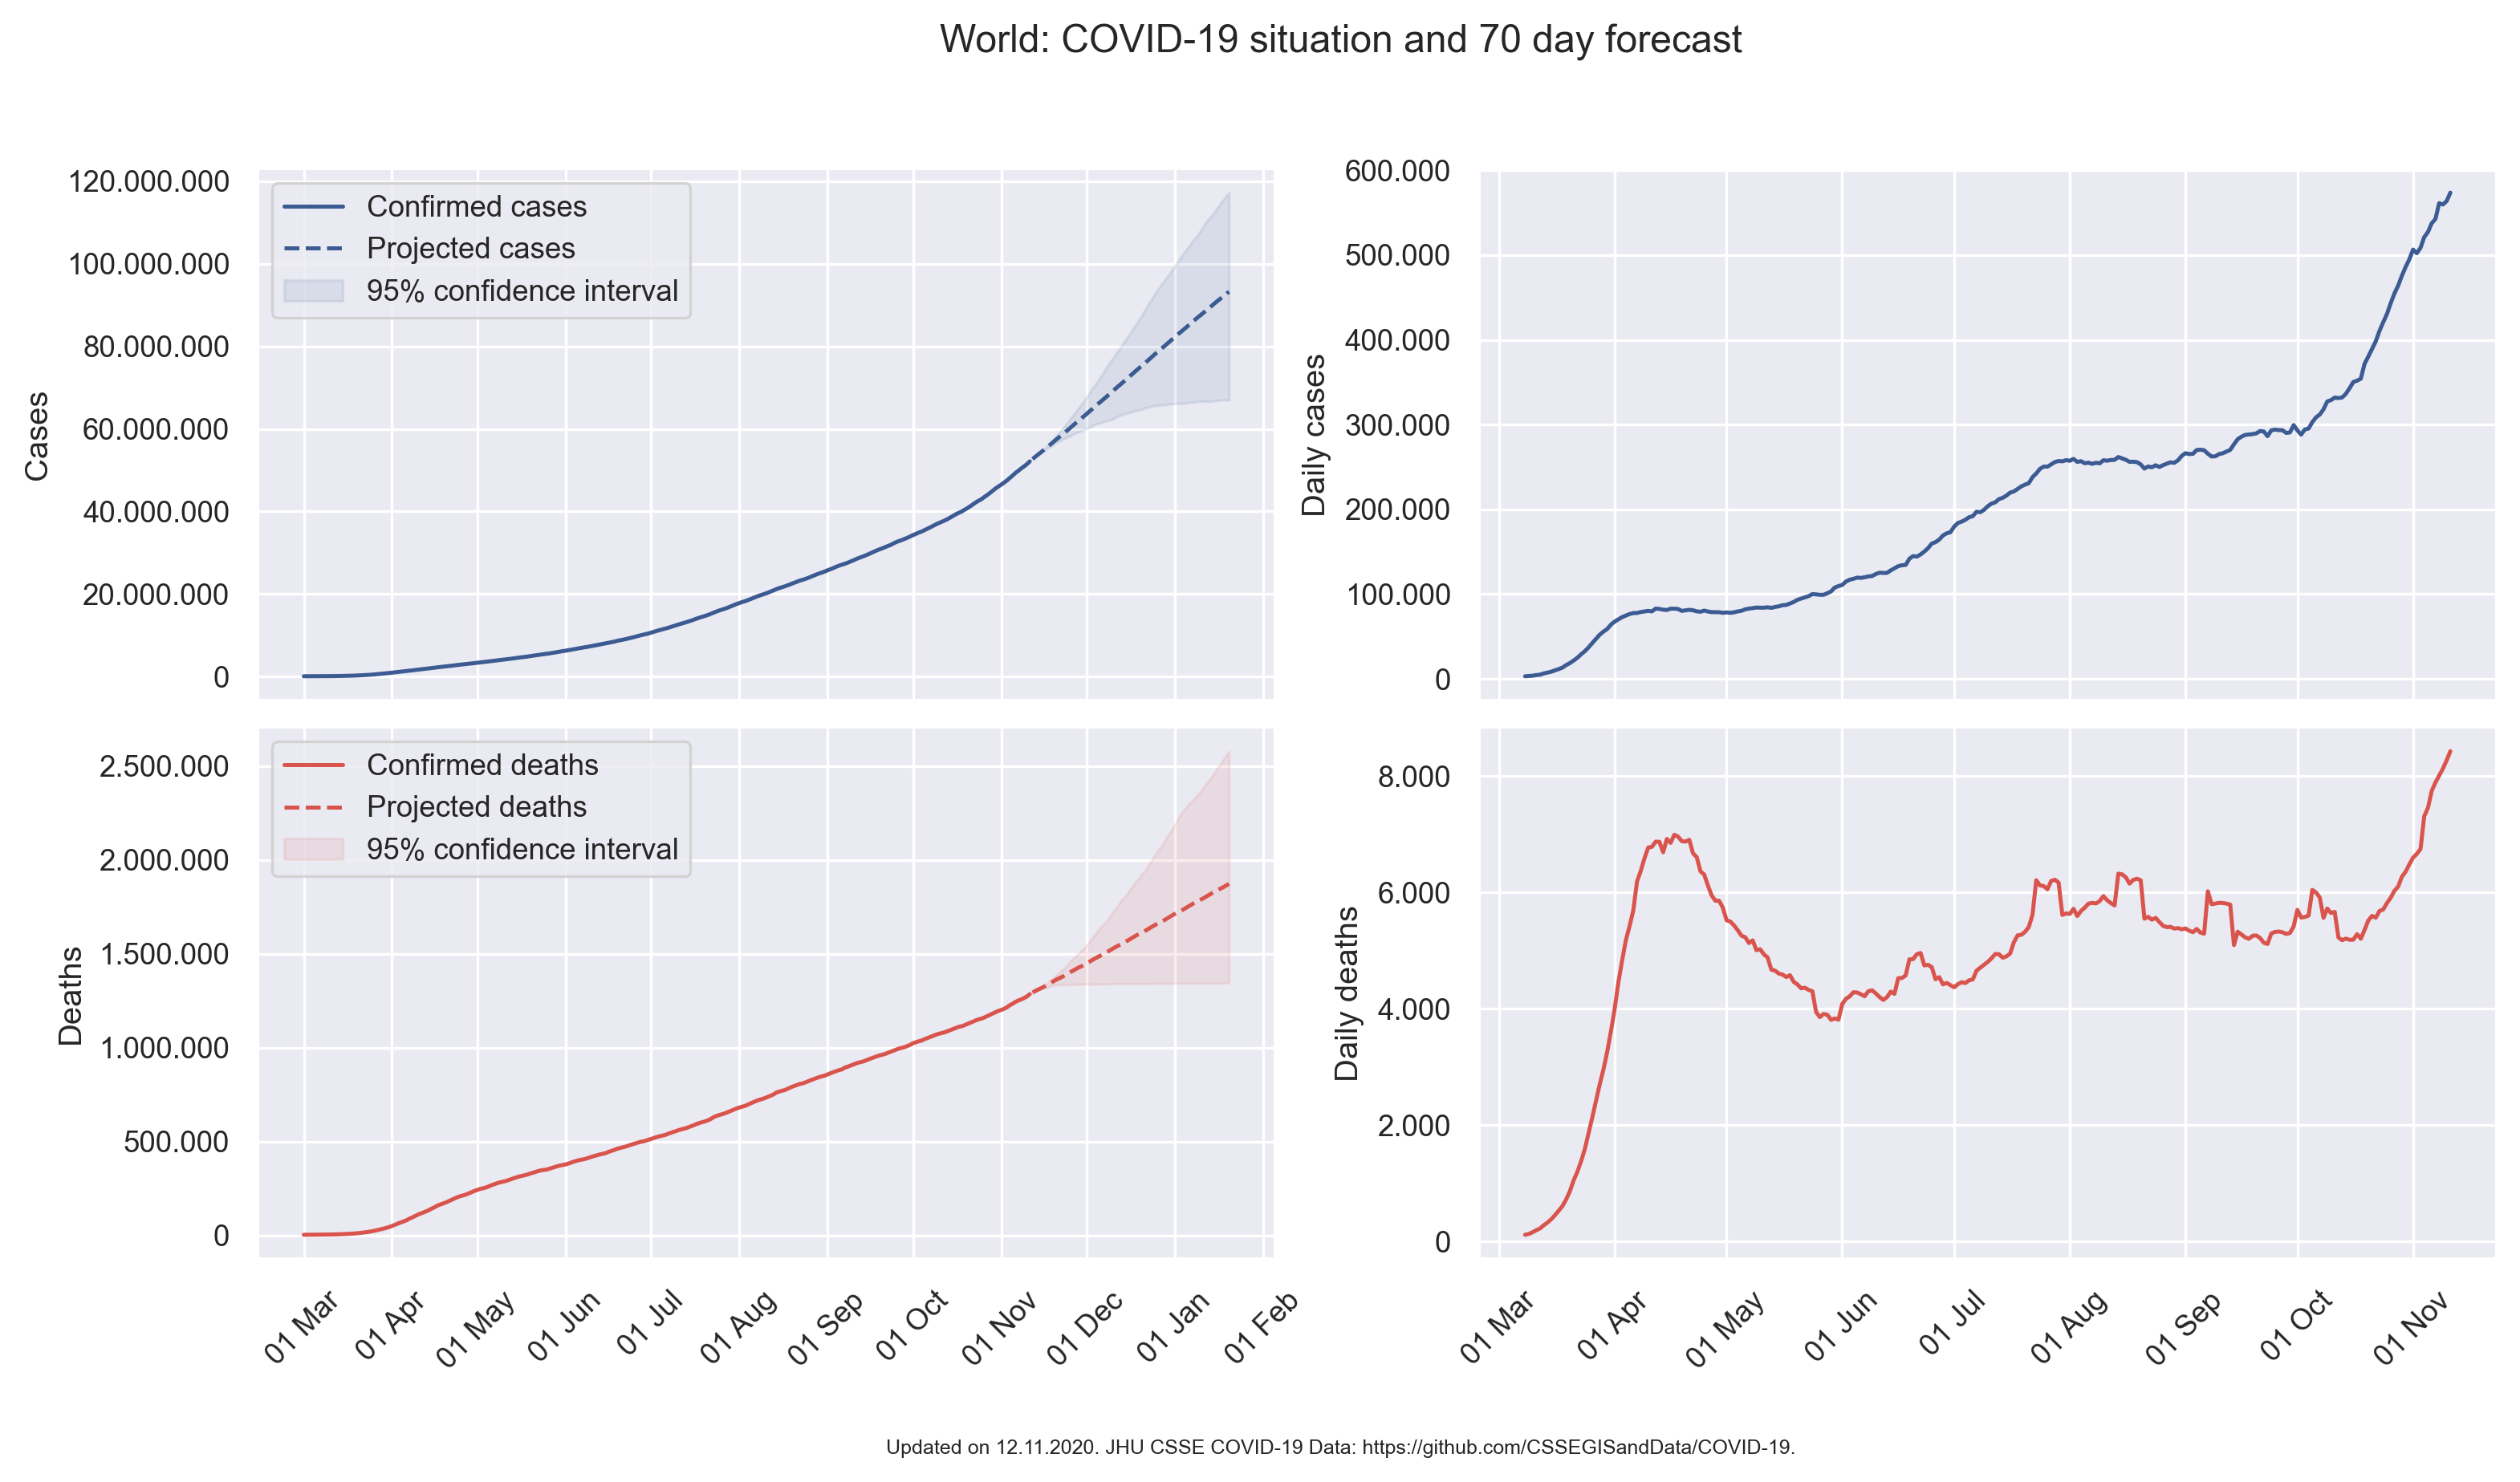 World: COVID-19 situation and 70 day forecast
120.000.000
100.000.000
80.000.000
60.000.000
40.000.000
20.000.000
0
Cases
Confirmed cases
Projected cases
95% confidence interval
600.000
500.000
400.000
300.000
200.000
100.000
0
Daily cases
2.500.000
2.000.000
1.500.000
1.000.000
500.000
0
Deaths
Confirmed deaths
Projected deaths
95% confidence interval
8.000
6.000
4.000
2.000
0
Daily deaths
01 Mar
01 Apr
01 May
01 Jun
01 Jul
01 Aug
01 Sep
01 Oct
01 Nov
01 Dec
01 Jan
01 Feb
01 Mar
01 Apr
01 May
01 Jun
01 Jul
01 Aug
01 Sep
01 Oct
01 Nov
Updated on 12.11.2020. JHU CSSE COVID-19 Data: https://github.com/CSSEGISandData/COVID-19.